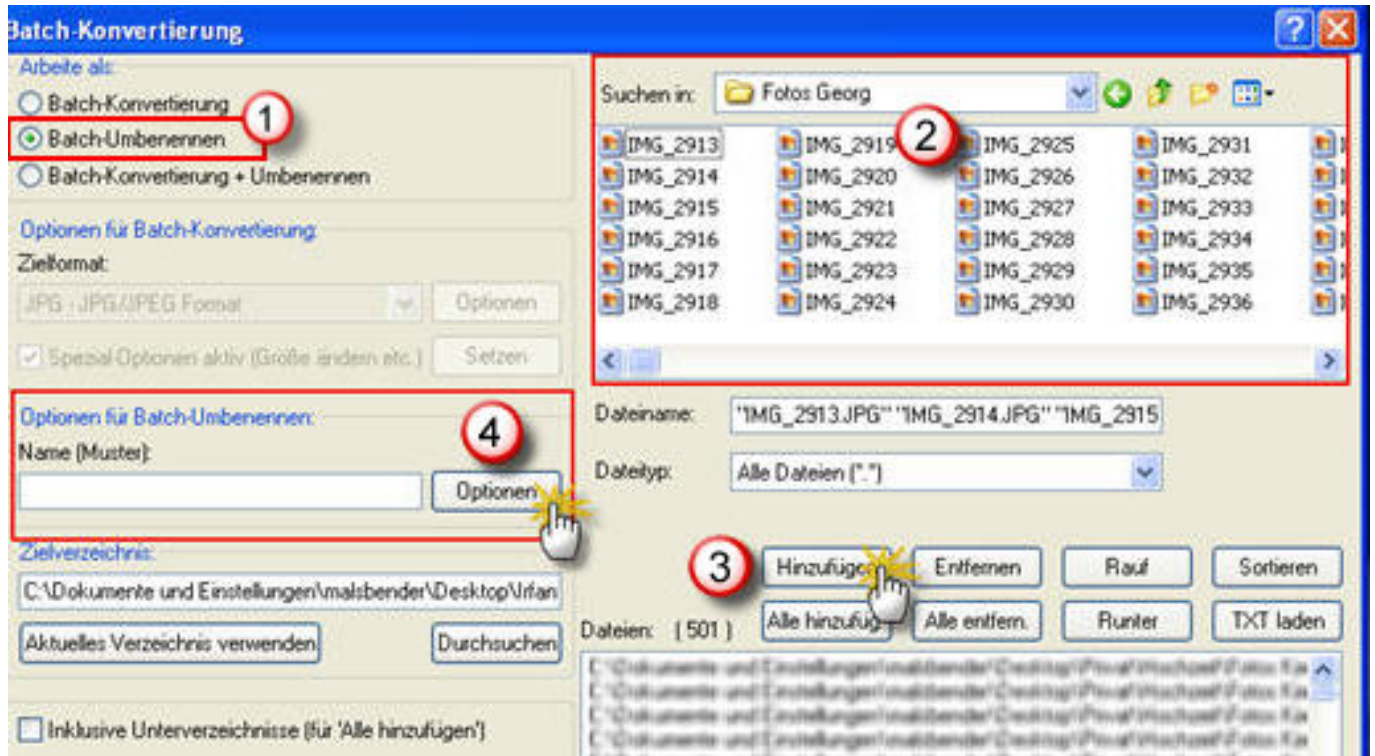 Batch-Konvertierung
Arbeite als:
Batch-Konvertierung
1
Batch-Umbenennen
Batch-Konvertierung + Umbenennen
Optionen für Batch-Konvertierung:
Zielformat:
JPG - JPG/JPEG Format
Optionen
Spezial-Optionen aktiv (Größe ändern etc.)
Setzen
Optionen für Batch-Umbenennen:
4
Name (Muster):
Optionen
Zielverzeichnis:
C:\Dokumente und Einstellungen\malsbender\Desktop\Irfan
Aktuelles Verzeichnis verwenden
Durchsuchen
Inklusive Unterverzeichnisse (für 'Alle hinzufügen')
Suchen in: Fotos Georg
2
IMG_2913 IMG_2919 IMG_2925 IMG_2931
IMG_2914 IMG_2920 IMG_2926 IMG_2932
IMG_2915 IMG_2921 IMG_2927 IMG_2933
IMG_2916 IMG_2922 IMG_2928 IMG_2934
IMG_2917 IMG_2923 IMG_2929 IMG_2935
IMG_2918 IMG_2924 IMG_2930 IMG_2936
Dateiname: "IMG_2913.JPG" "IMG_2914.JPG" "IMG_2915
Dateityp: Alle Dateien (".")
3
Hinzufüge Entfernen Rauf Sortieren
Alle hinzufüg. Alle entfern. Runter TXT laden
Dateien: ( 501 )